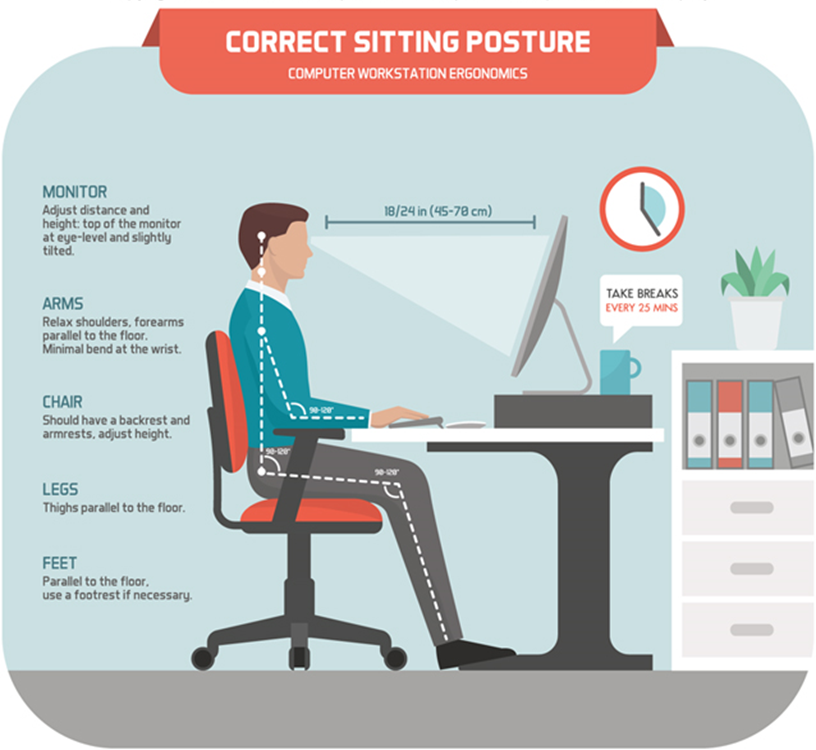 CORRECT SITTING POSTURE
COMPUTER WORKSTATION ERGONOMICS
MONITOR
Adjust distance and
height: top of the monitor
at eye-level and slightly
tilted.
ARMS
Relax shoulders, forearms
parallel to the floor.
Minimal bend at the wrist.
CHAIR
Should have a backrest and
armrests, adjust height.
LEGS
Thighs parallel to the floor.
FEET
Parallel to the floor,
use a footrest if necessary.
18/24 in (45-70 cm)
TAKE BREAKS
EVERY 25 MINS
90-120°
90-120°
90-120°